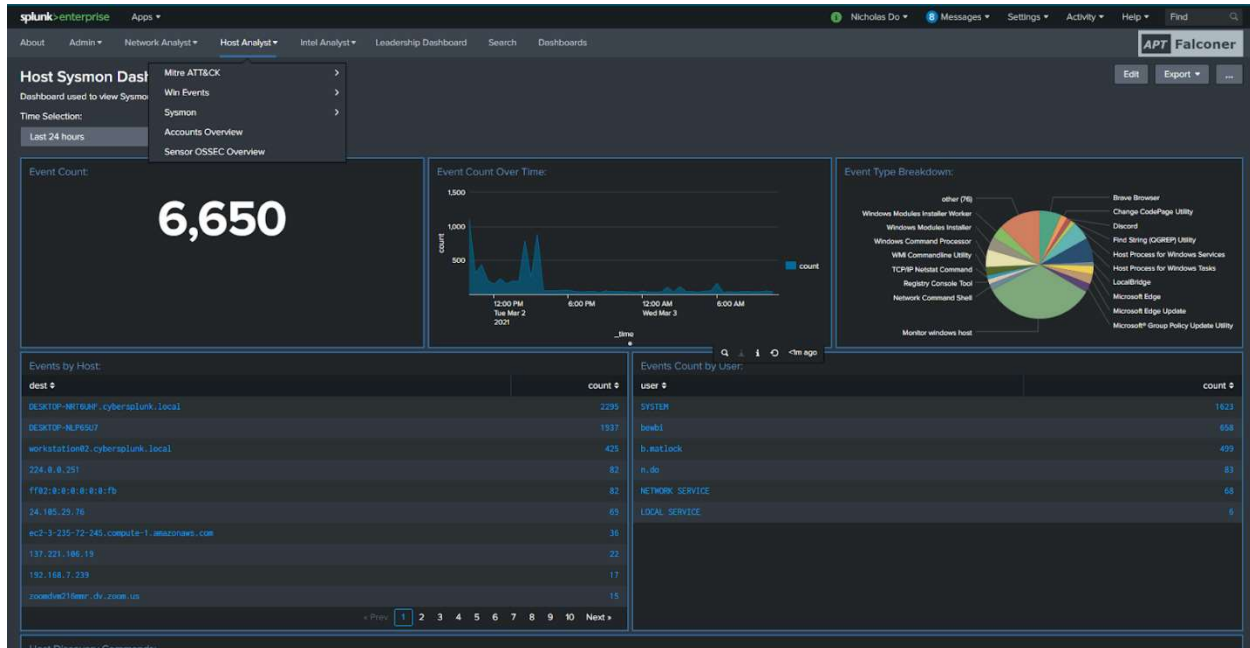 splunk>enterprise Apps
i Nicholas Do 8 Messages Settings Activity Help Find
About Admin Network Analyst Host Analyst Intel Analyst Leadership Dashboard Search Dashboards
APT Falconer
Host Sysmon Dash
Edit Export ...
Dashboard used to view Sysmo
Time Selection:
Last 24 hours
Mitre ATT&CK >
Win Events >
Sysmon >
Accounts Overview
Sensor OSSEC Overview
Event Count:
6,650
Event Count Over Time:
1,500
1,000
500
count
12:00 PM
Tue Mar 2
2021
6:00 PM
12:00 AM
Wed Mar 3
6:00 AM
_time
count
Event Type Breakdown:
other (76)
Windows Modules Installer Worker
Windows Modules Installer
Windows Command Processor
WMI Commandline Utility
TCP/IP Netstat Command
Registry Console Tool
Network Command Shell
Monitor windows host
Brave Browser
Change CodePage Utility
Discord
Find String (QGREP) Utility
Host Process for Windows Services
Host Process for Windows Tasks
LocalBridge
Microsoft Edge
Microsoft Edge Update
Microsoft® Group Policy Update Utility
i <1m ago
Events by Host:
dest count
DESKTOP-NRT6UHF.cybersplunk.local 2295
DESKTOP-NLP65U7 1937
workstation02.cybersplunk.local 425
224.0.0.251 82
ff02:0:0:0:0:0:0:fb 82
24.105.29.76 69
ec2-3-235-72-245.compute-1.amazonaws.com 36
137.221.106.19 22
192.168.7.239 17
zoomdvm218mmr.dv.zoom.us 15
« Prev 1 2 3 4 5 6 7 8 9 10 Next »
Events Count by User:
user count
SYSTEM 1623
bewbi 658
b.matlock 499
n.do 83
NETWORK SERVICE 68
LOCAL SERVICE 6
Host Discovery Commands: